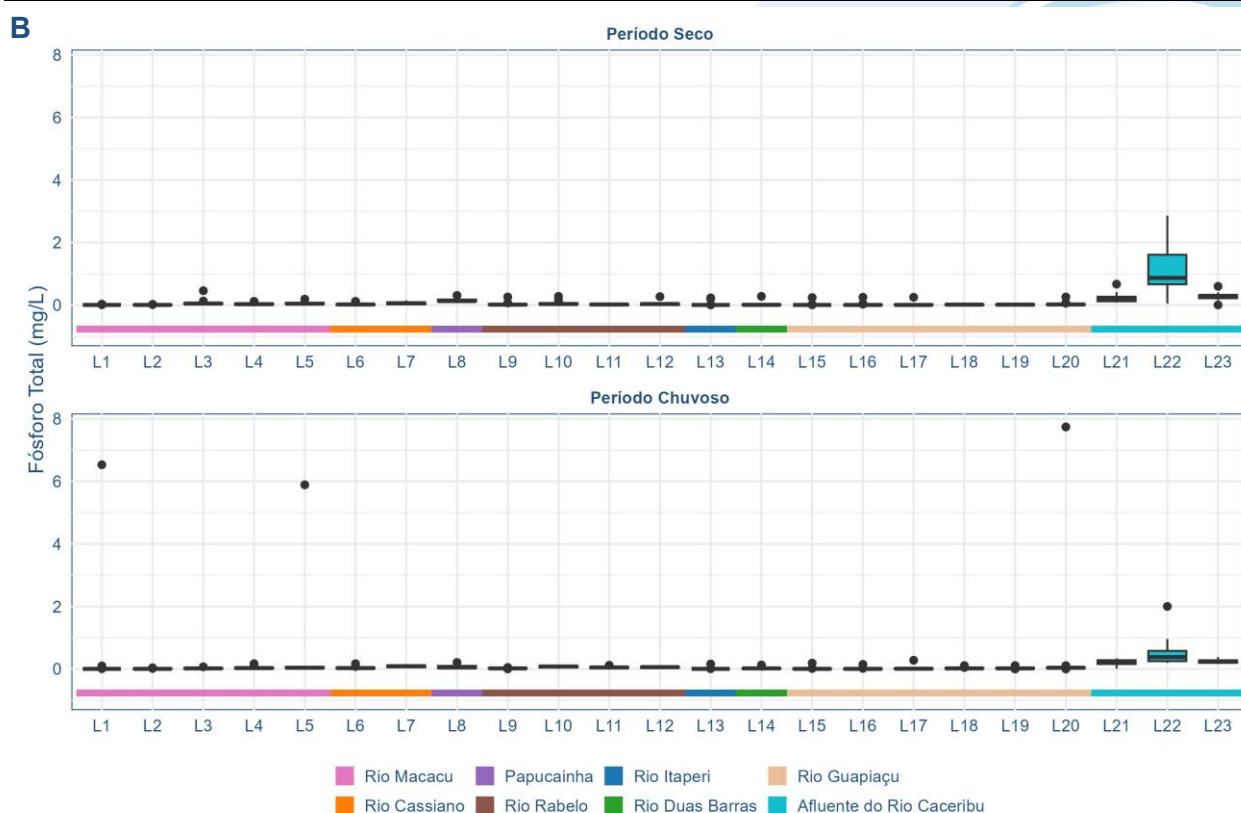 B
Período Seco
8
6
4
2
0
L1 L2 L3 L4 L5 L6 L7 L8 L9 L10 L11 L12 L13 L14 L15 L16 L17 L18 L19 L20 L21 L22 L23
Fósforo Total (mg/L)
Período Chuvoso
8
6
4
2
0
L1 L2 L3 L4 L5 L6 L7 L8 L9 L10 L11 L12 L13 L14 L15 L16 L17 L18 L19 L20 L21 L22 L23
Rio Macacu Papucainha Rio Itaperi Rio Guapiaçu
Rio Cassiano Rio Rabelo Rio Duas Barras Afluente do Rio Caceribu